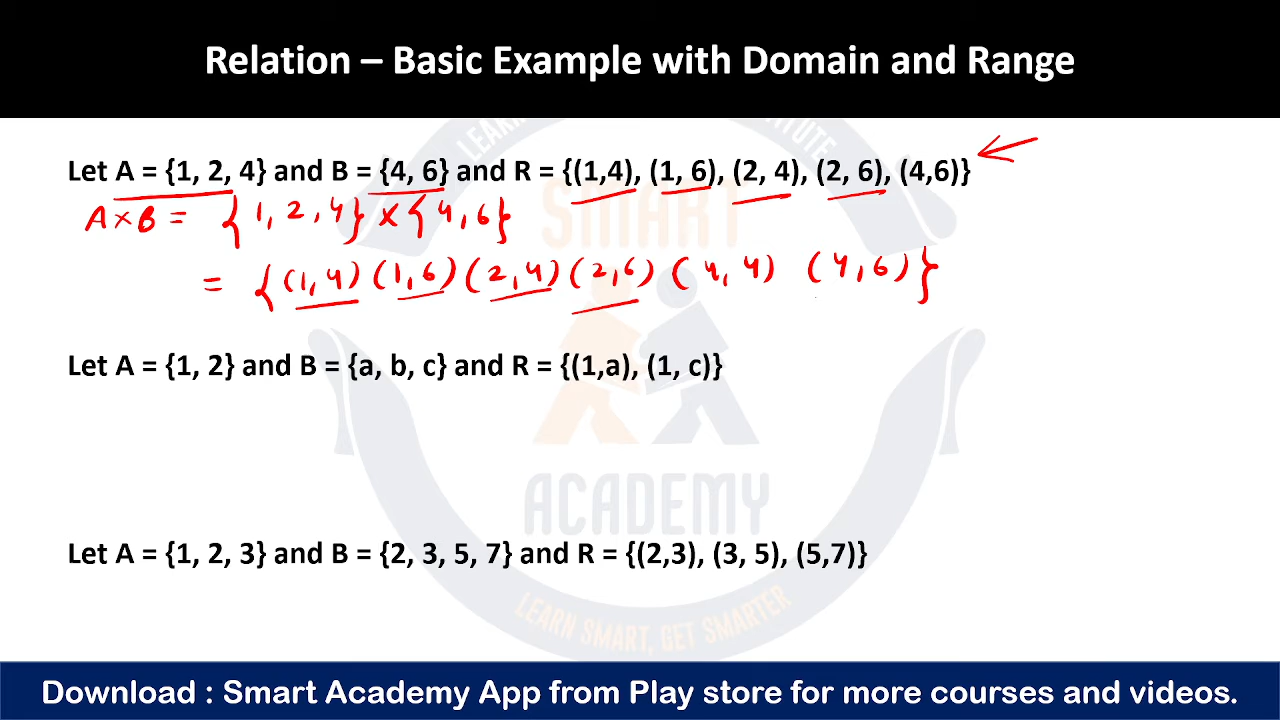 Relation – Basic Example with Domain and Range
Let A = {1, 2, 4} and B = {4, 6} and R = {(1,4), (1, 6), (2, 4), (2, 6), (4,6)}
A×B = {1, 2, 4} × {4, 6}
= {(1, 4) (1, 6) (2, 4) (2, 6) (4, 4) (4, 6)}
Let A = {1, 2} and B = {a, b, c} and R = {(1,a), (1, c)}
SMART
ACADEMY
Let A = {1, 2, 3} and B = {2, 3, 5, 7} and R = {(2,3), (3, 5), (5,7)}
LEARN SMART, GET SMARTER
Download : Smart Academy App from Play store for more courses and videos.